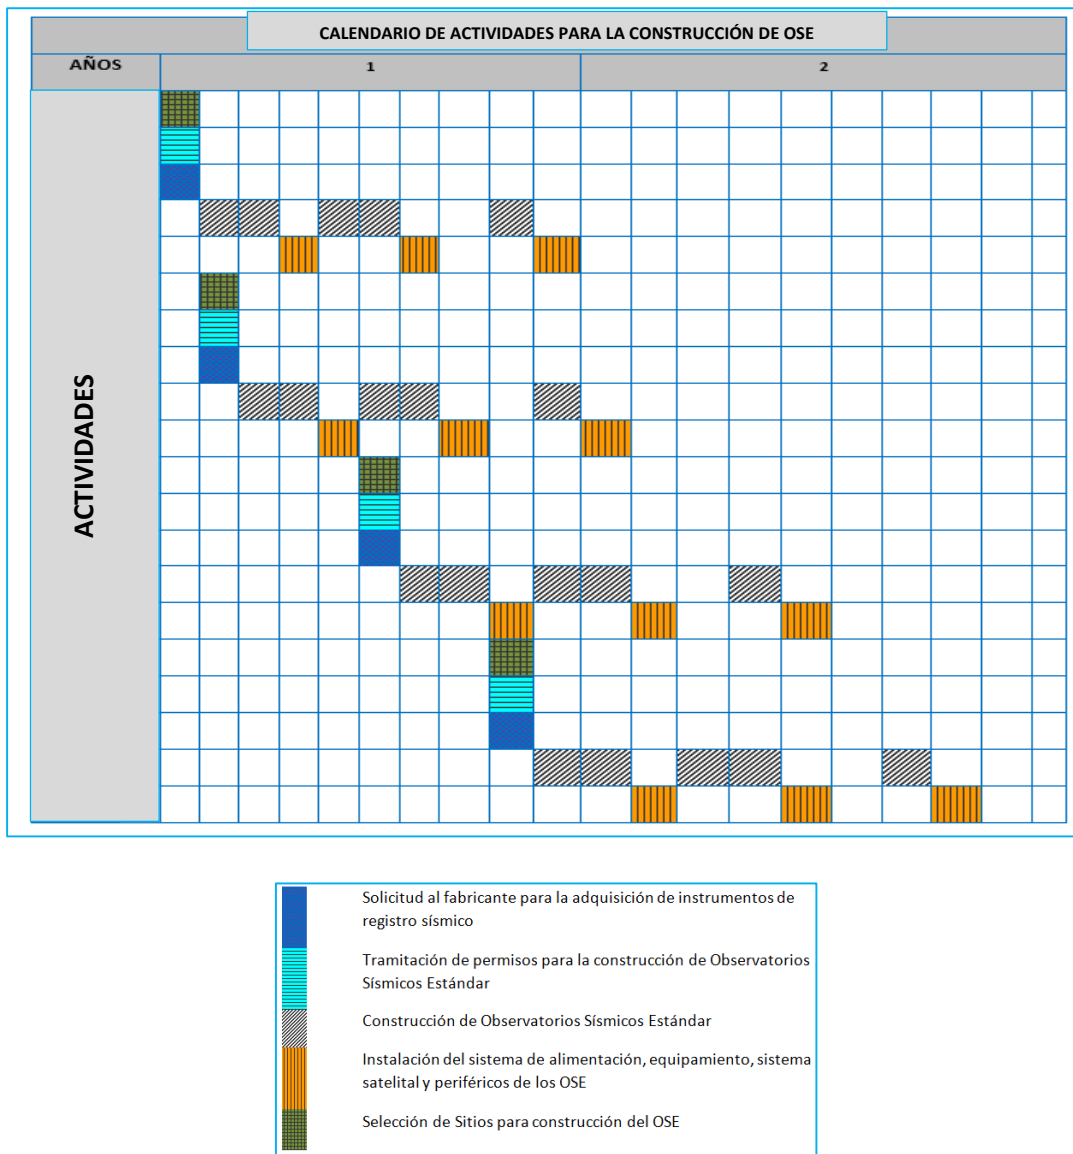 CALENDARIO DE ACTIVIDADES PARA LA CONSTRUCCIÓN DE OSE
AÑOS
1
2
ACTIVIDADES
Solicitud al fabricante para la adquisición de instrumentos de
registro sísmico
Tramitación de permisos para la construcción de Observatorios
Sísmicos Estándar
Construcción de Observatorios Sísmicos Estándar
Instalación del sistema de alimentación, equipamiento, sistema
satelital y periféricos de los OSE
Selección de Sitios para construcción del OSE